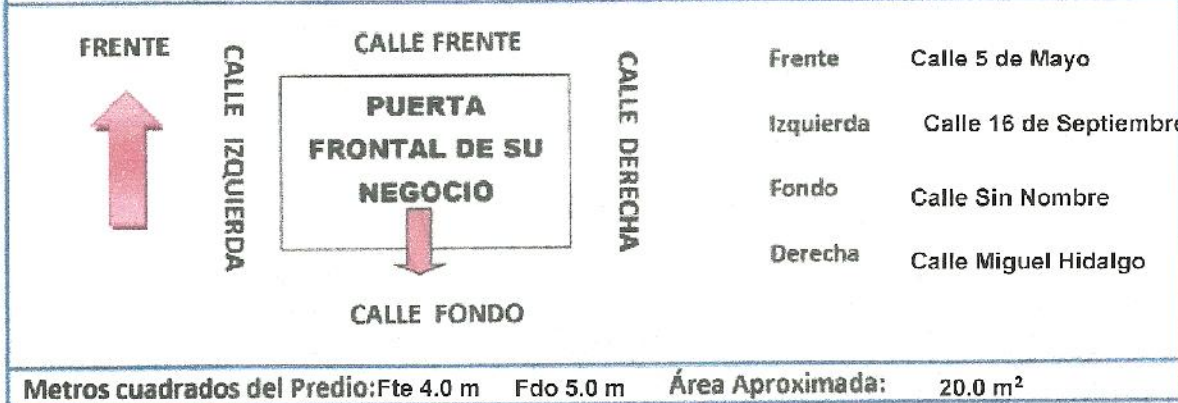 FRENTE
CALLE IZQUIERDA
CALLE FRENTE
PUERTA
FRONTAL DE SU
NEGOCIO
CALLE FONDO
CALLE DERECHA
Frente Calle 5 de Mayo
Izquierda Calle 16 de Septiembre
Fondo Calle Sin Nombre
Derecha Calle Miguel Hidalgo
Metros cuadrados del Predio: Fte 4.0 m Fdo 5.0 m Área Aproximada: 20.0 m²